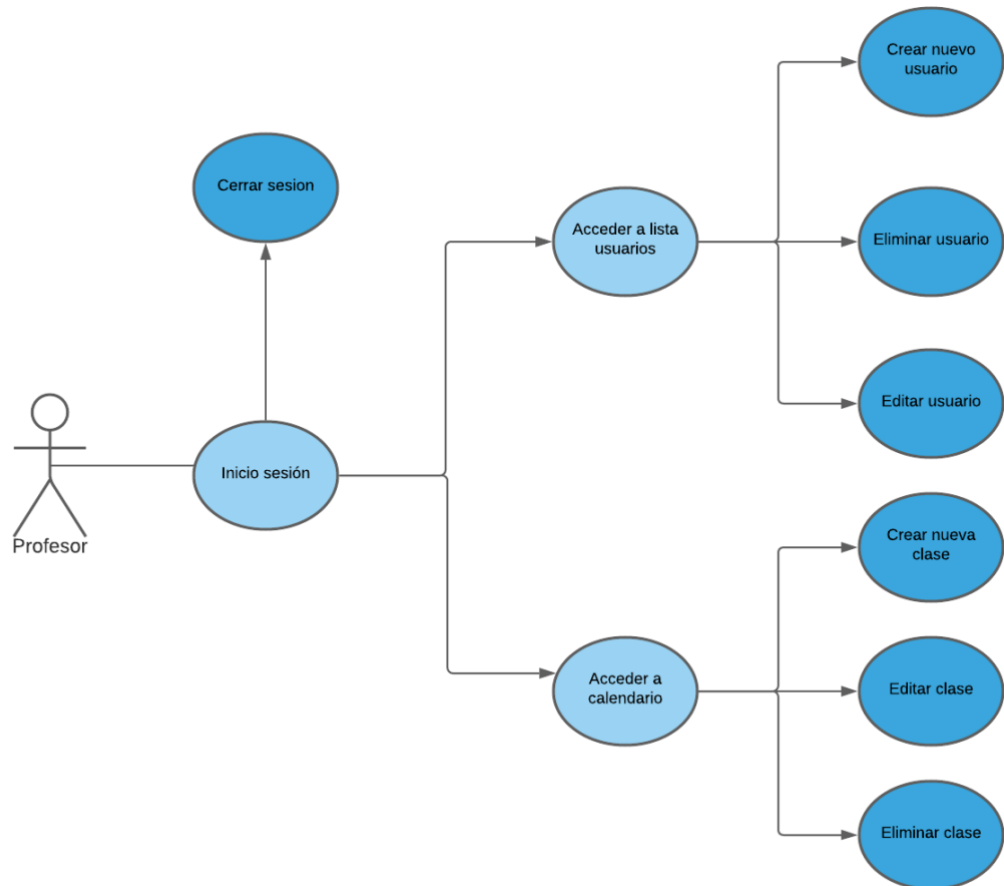 Crear nuevo
usuario
Cerrar sesion
Acceder a lista
usuarios
Eliminar usuario
Editar usuario
Inicio sesión
Profesor
Crear nueva
clase
Acceder a
calendario
Editar clase
Eliminar clase